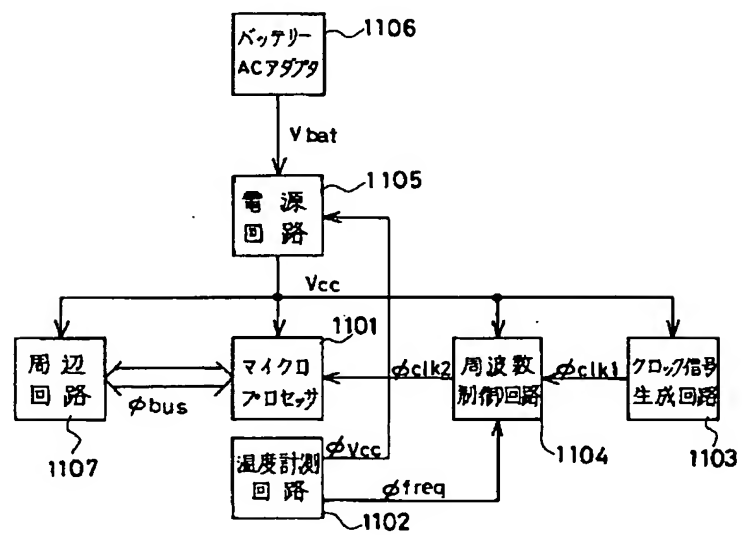 バッテリー
ACアダプタ
1106
Vbat
電源
回路
1105
Vcc
1101
周辺
回路
マイクロ
プロセッサ
周波数
制御回路
クロック信号
生成回路
φclk2
φclk1
φbus
1107
1104
1103
温度計測
回路
φVcc
φfreq
1102